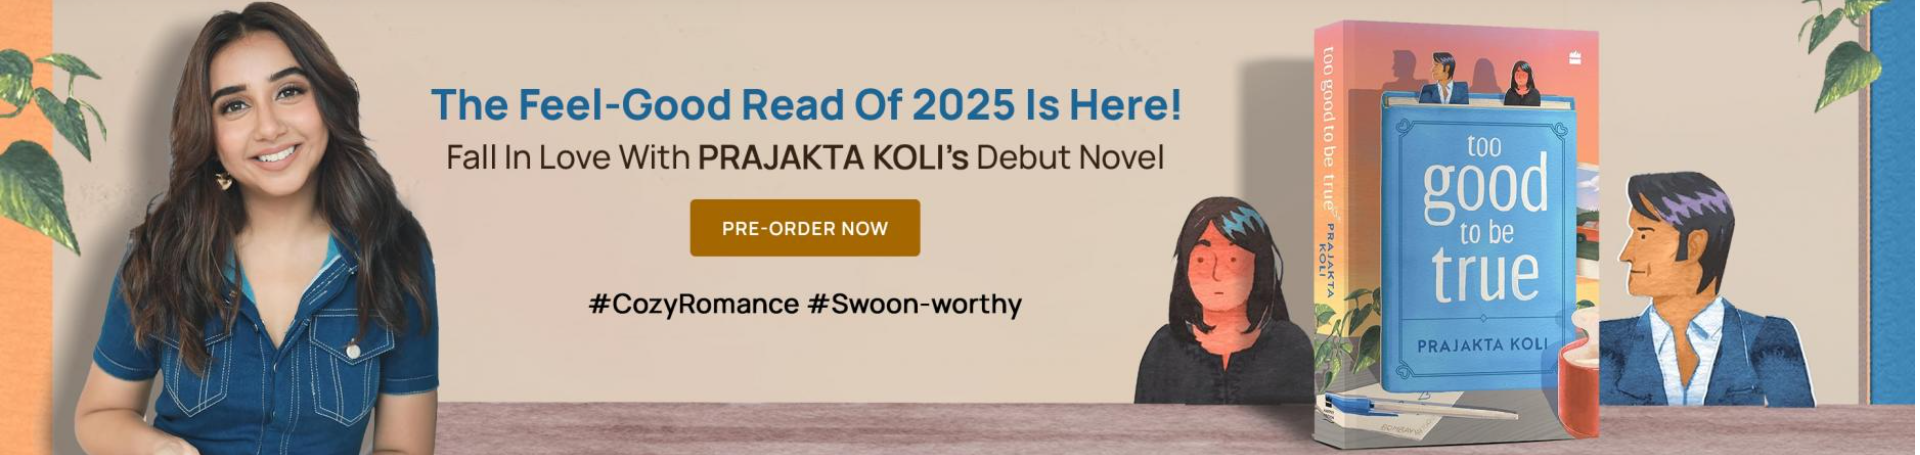 The Feel-Good Read Of 2025 Is Here!
Fall In Love With PRAJAKTA KOLI's Debut Novel
PRE-ORDER NOW
#CozyRomance #Swoon-worthy
too good to be true
PRAJAKTA
KOLI
too
good
to be
true
PRAJAKTA KOLI